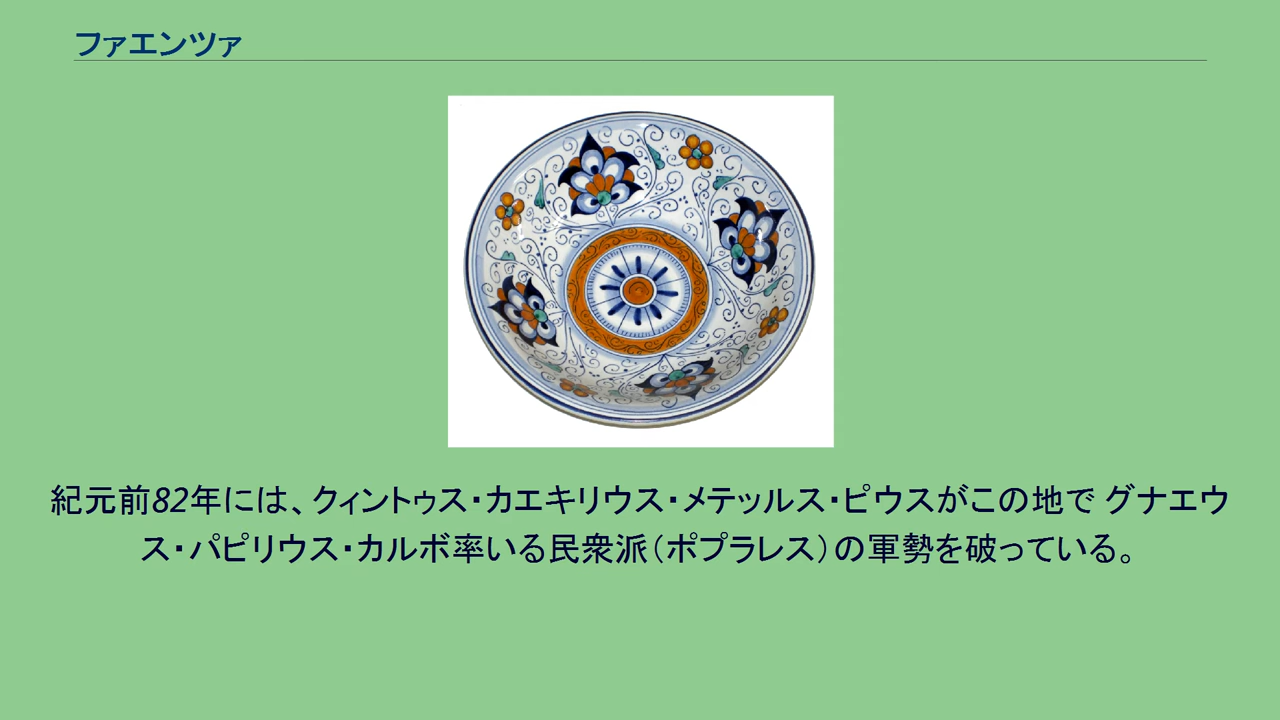 ファエンツァ
紀元前82年には、クィントゥス・カエキリウス・メテッルス・ピウスがこの地で グナエウ
ス・パピリウス・カルボ率いる民衆派（ポプラレス）の軍勢を破っている。